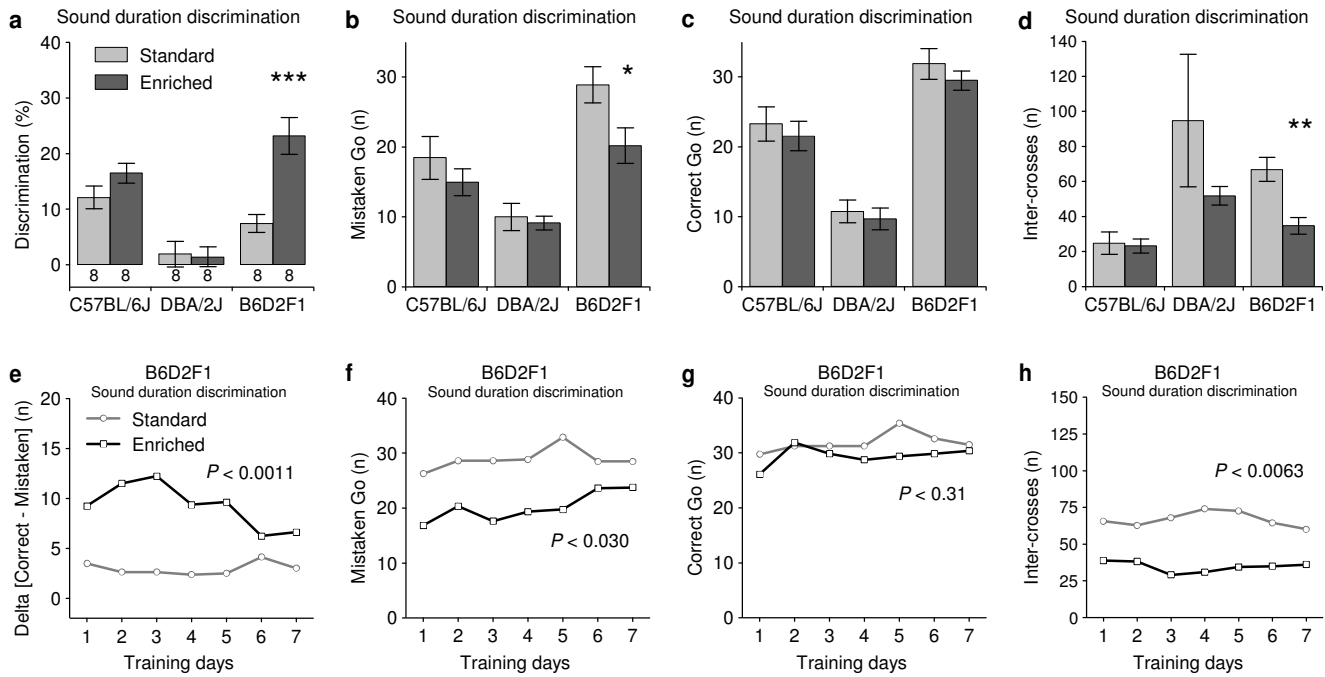 a
Sound duration discrimination
Discrimination (%)
40
30
20
10
0
Standard
Enriched
***
8 8 8 8 8 8
C57BL/6J DBA/2J B6D2F1
b
Sound duration discrimination
Mistaken Go (n)
30
20
10
0
*
C57BL/6J DBA/2J B6D2F1
c
Sound duration discrimination
Correct Go (n)
30
20
10
0
C57BL/6J DBA/2J B6D2F1
d
Sound duration discrimination
Inter-crosses (n)
140
120
100
80
60
40
20
0
**
C57BL/6J DBA/2J B6D2F1
e
B6D2F1
Sound duration discrimination
Delta [Correct - Mistaken] (n)
20
15
10
5
0
Standard
Enriched
P < 0.0011
1 2 3 4 5 6 7
Training days
f
B6D2F1
Sound duration discrimination
Mistaken Go (n)
40
30
20
10
0
P < 0.030
1 2 3 4 5 6 7
Training days
g
B6D2F1
Sound duration discrimination
Correct Go (n)
40
30
20
10
0
P < 0.31
1 2 3 4 5 6 7
Training days
h
B6D2F1
Sound duration discrimination
Inter-crosses (n)
150
125
100
75
50
25
0
P < 0.0063
1 2 3 4 5 6 7
Training days